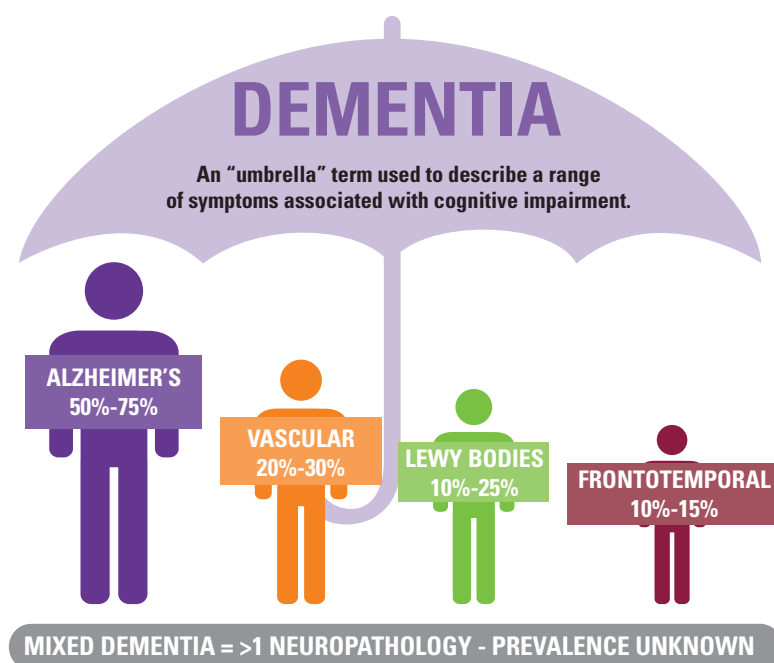 DEMENTIA
An “umbrella” term used to describe a range
of symptoms associated with cognitive impairment.
ALZHEIMER’S
50%-75%
VASCULAR
20%-30%
LEWY BODIES
10%-25%
FRONTOTEMPORAL
10%-15%
MIXED DEMENTIA = >1 NEUROPATHOLOGY - PREVALENCE UNKNOWN